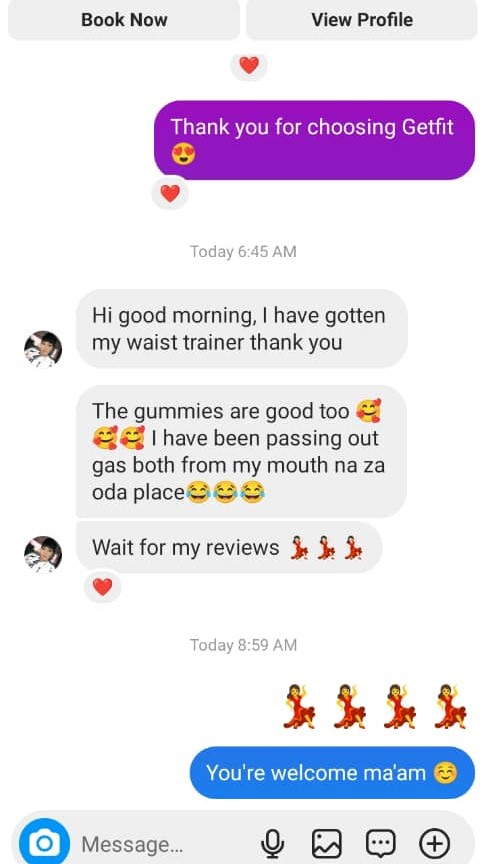 Book Now
View Profile
❤️
Thank you for choosing Getfit
😍
❤️
Today 6:45 AM
Hi good morning, I have gotten
my waist trainer thank you
The gummies are good too 🥰
🥰🥰 I have been passing out
gas both from my mouth na za
oda place😂😂😂
Wait for my reviews 💃💃💃
❤️
Today 8:59 AM
💃💃💃💃
You're welcome ma'am ☺️
Message...